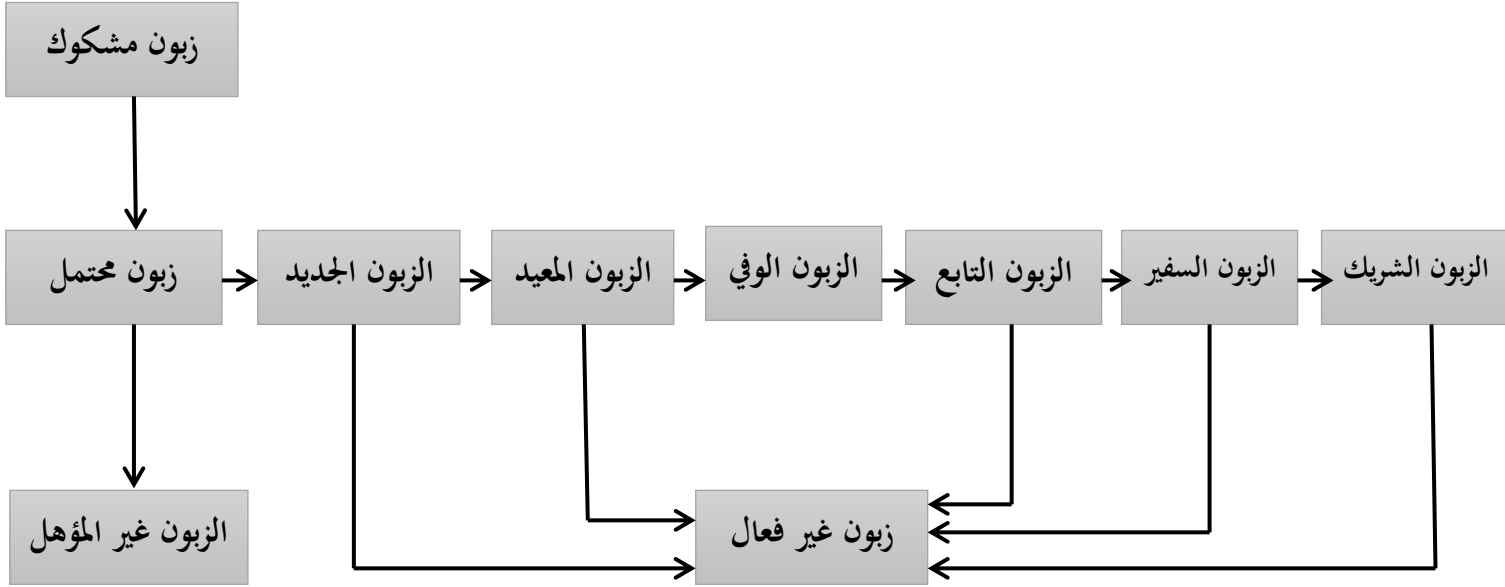 زبون مشكوك
زبون محتمل
الزبون الجديد
الزبون المعيد
الزبون الوفي
الزبون التابع
الزبون السفير
الزبون الشريك
الزبون غير المؤهل
زبون غير فعال